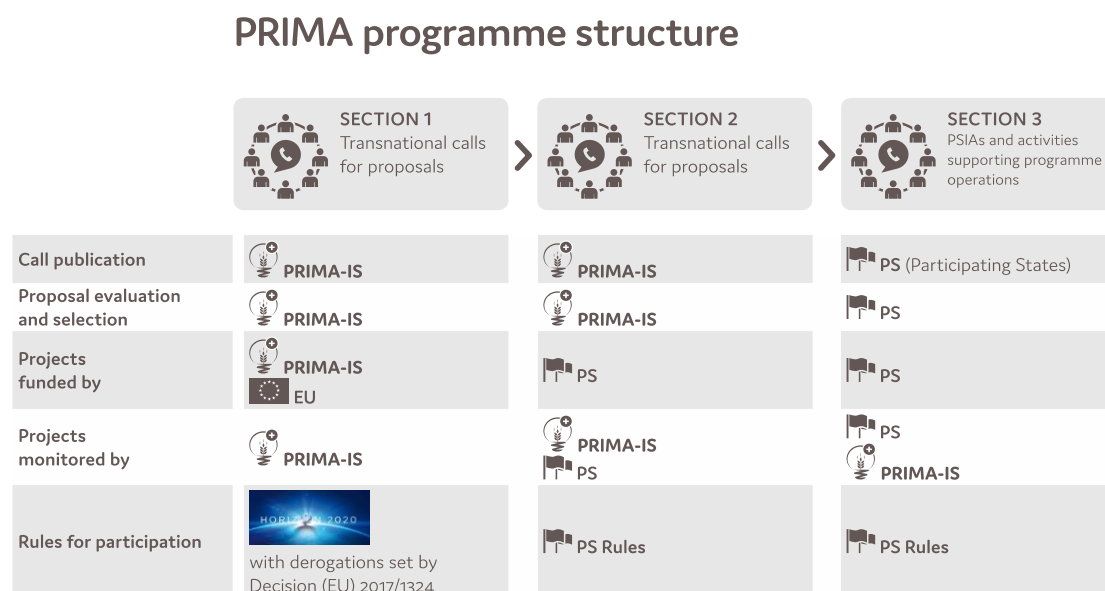 PRIMA programme structure
SECTION 1
Transnational calls
for proposals
SECTION 2
Transnational calls
for proposals
SECTION 3
PSIAs and activities
supporting programme
operations
Call publication
PRIMA-IS
PRIMA-IS
PS (Participating States)
Proposal evaluation
and selection
PRIMA-IS
PRIMA-IS
PS
Projects
funded by
PRIMA-IS
EU
PS
PS
Projects
monitored by
PRIMA-IS
PRIMA-IS
PS
PS
PRIMA-IS
Rules for participation
HORIZON 2020
with derogations set by
Decision (EU) 2017/1324
PS Rules
PS Rules